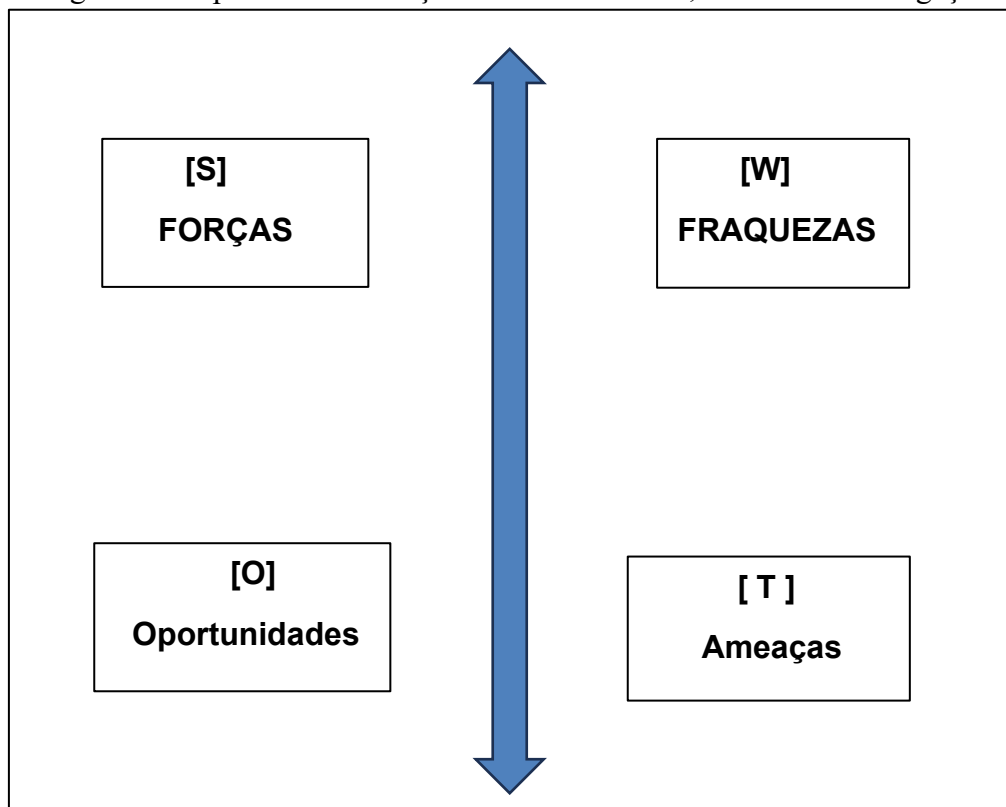 [S]
FORÇAS
[W]
FRAQUEZAS
[O]
Oportunidades
[ T ]
Ameaças